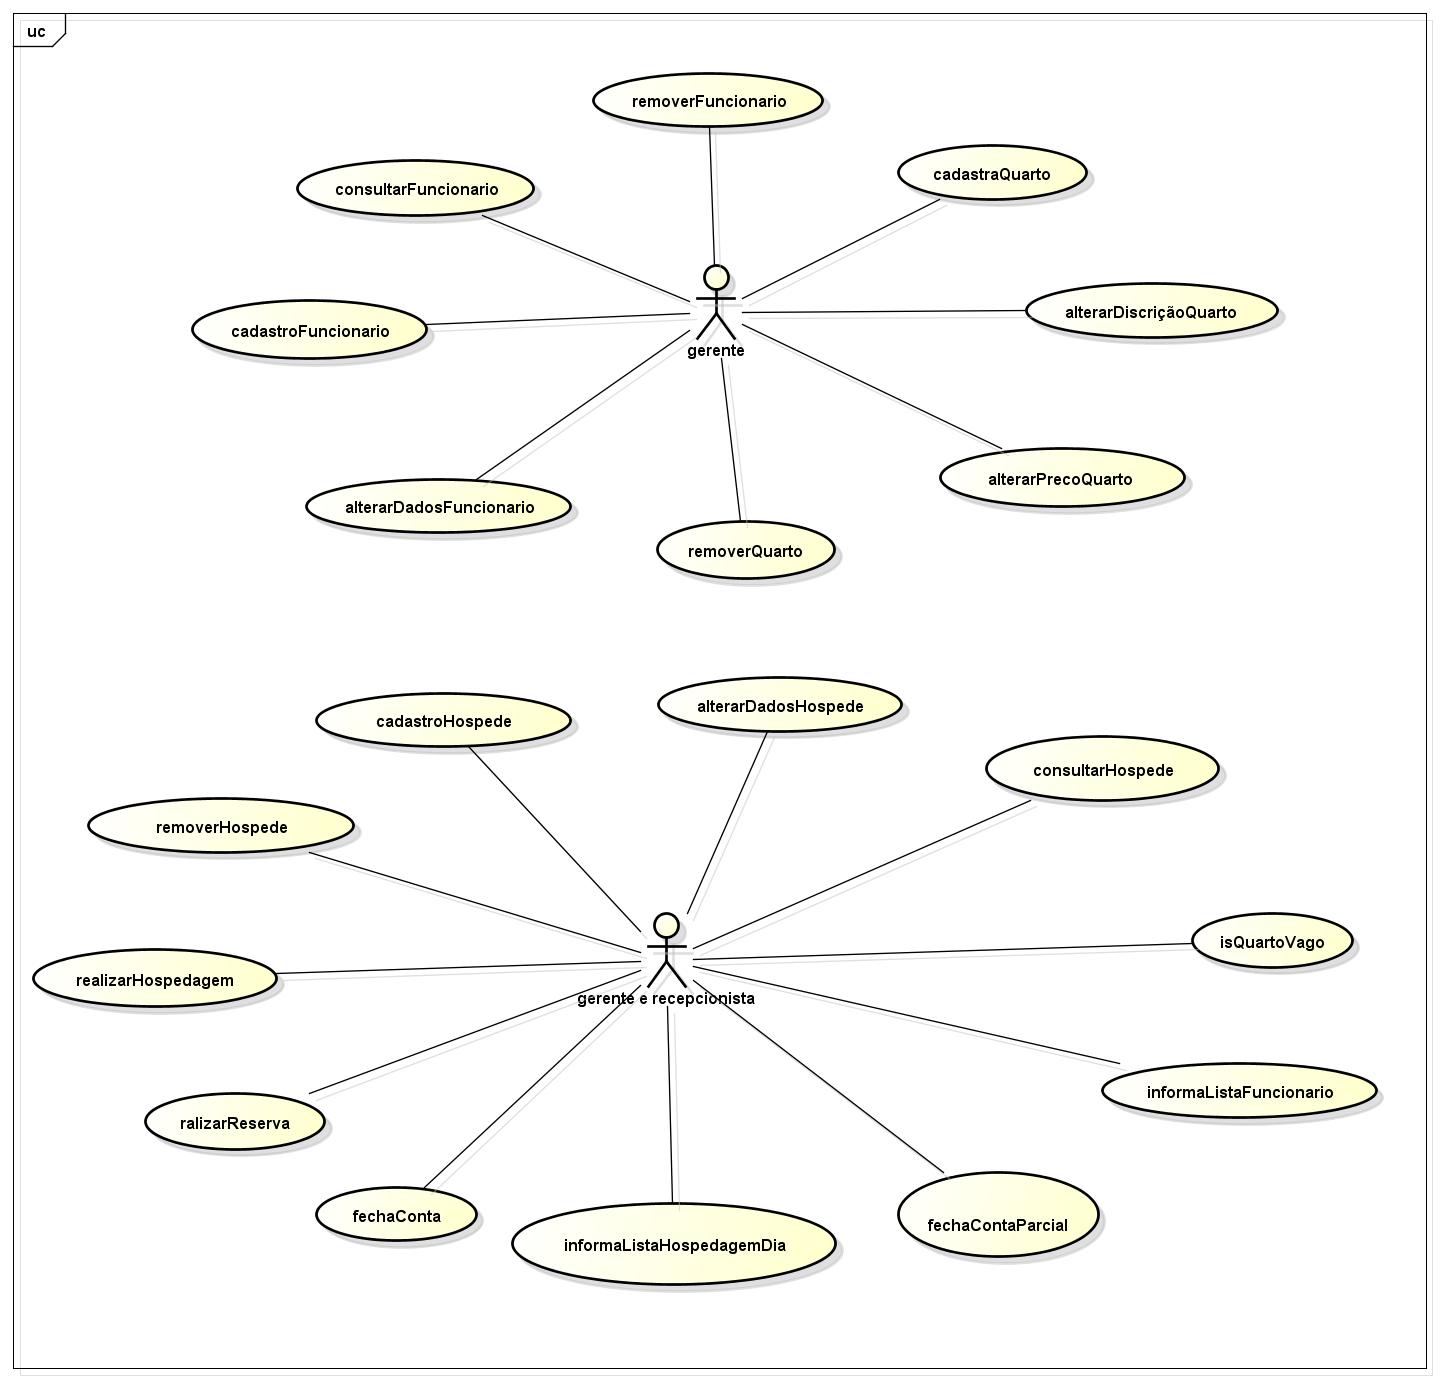 uc
removerFuncionario
cadastraQuarto
consultarFuncionario
alterarDiscriçãoQuarto
cadastroFuncionario
gerente
alterarPrecoQuarto
alterarDadosFuncionario
removerQuarto
alterarDadosHospede
cadastroHospede
consultarHospede
removerHospede
isQuartoVago
realizarHospedagem
gerente e recepcionista
informaListaFuncionario
ralizarReserva
fechaConta
fechaContaParcial
informaListaHospedagemDia